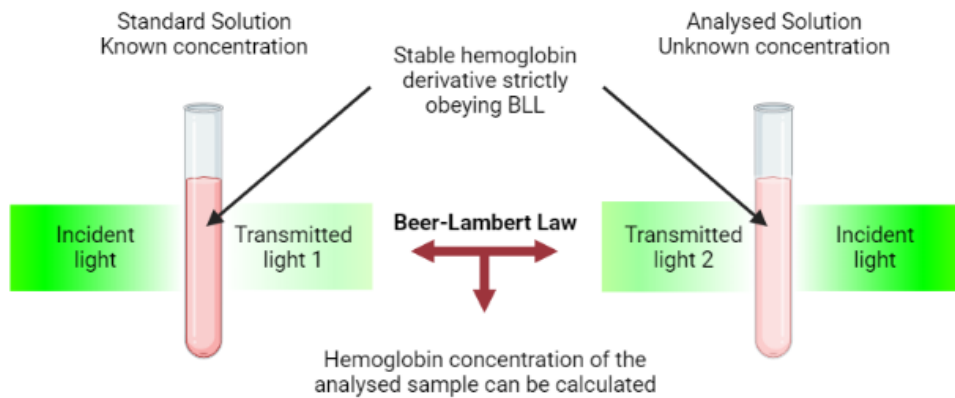 Standard Solution
Known concentration
Analysed Solution
Unknown concentration
Stable hemoglobin
derivative strictly
obeying BLL
Incident
light
Transmitted
light 1
Beer-Lambert Law
Transmitted
light 2
Incident
light
Hemoglobin concentration of the
analysed sample can be calculated